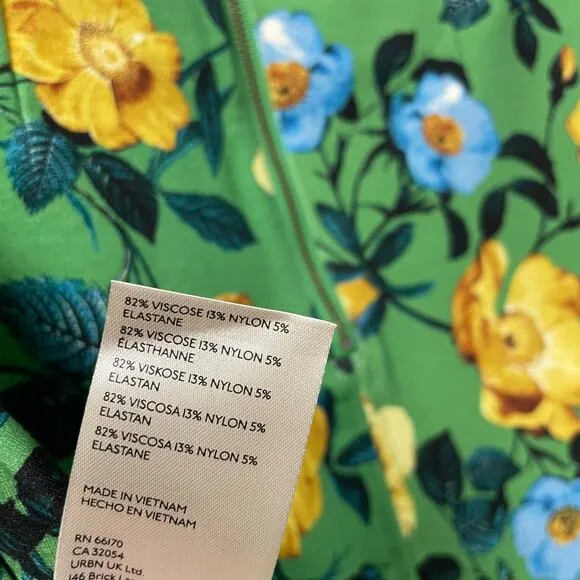 82% VISCOSE 13% NYLON 5%
ELASTANE
82% VISCOSE 13% NYLON 5%
ÉLASTHANNE
82% VISKOSE 13% NYLON 5%
ELASTAN
82% VISCOSA 13% NYLON 5%
ELASTAN
82% VISCOSA 13% NYLON 5%
ELASTANE
MADE IN VIETNAM
HECHO EN VIETNAM
RN 66170
CA 32054
URBN UK Ltd.
146 Brick